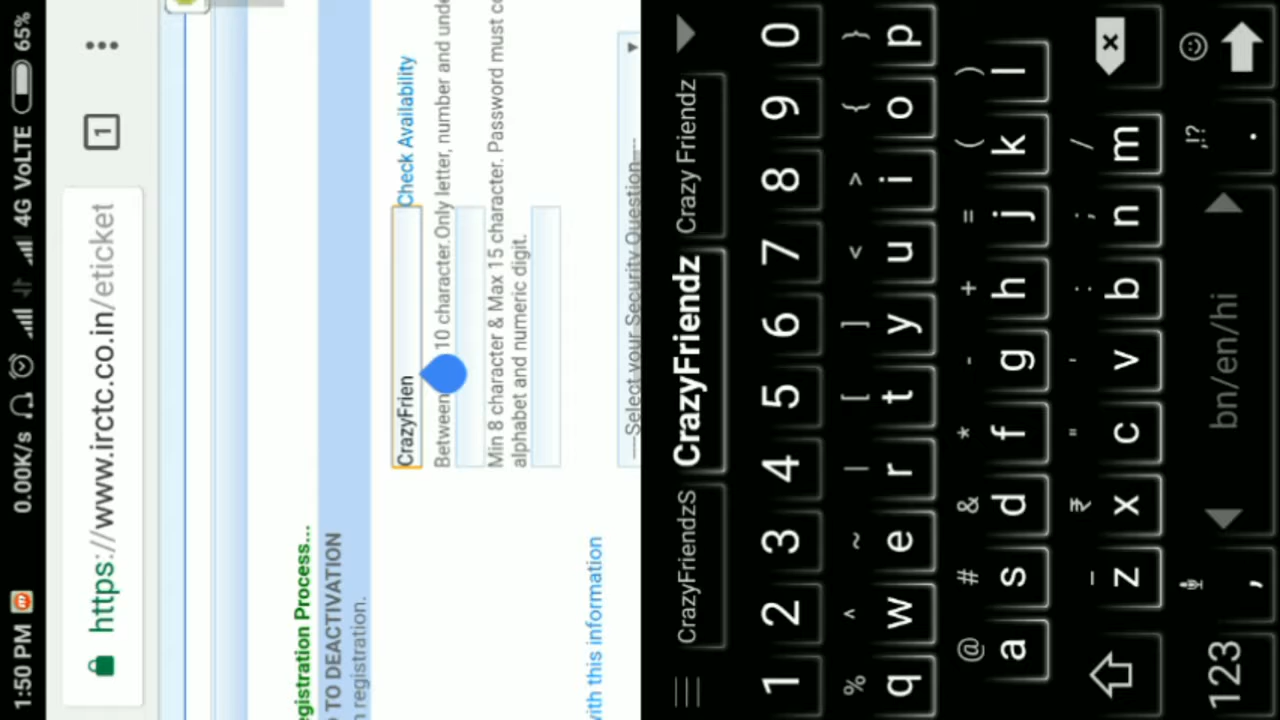 1:50 PM 0.00K/s 4G VoLTE 65%
https://www.irctc.co.in/eticket 1
egistration Process...
TO DEACTIVATION
registration.
CrazyFrien Check Availability
Between 10 character.Only letter, number and unde
Min 8 character & Max 15 character. Password must c
alphabet and numeric digit.
with this information
---Select your Security Question---
CrazyFriendzS CrazyFriendz Crazy Friendz
1 2 3 4 5 6 7 8 9 0
% ^ ~ | [ ] < > { }
q w e r t y u i o p
@ # & * - + = ( )
a s d f g h j k l
_ ₹ " ' : ; /
z x c v b n m
123 , bn/en/hi ,!? .